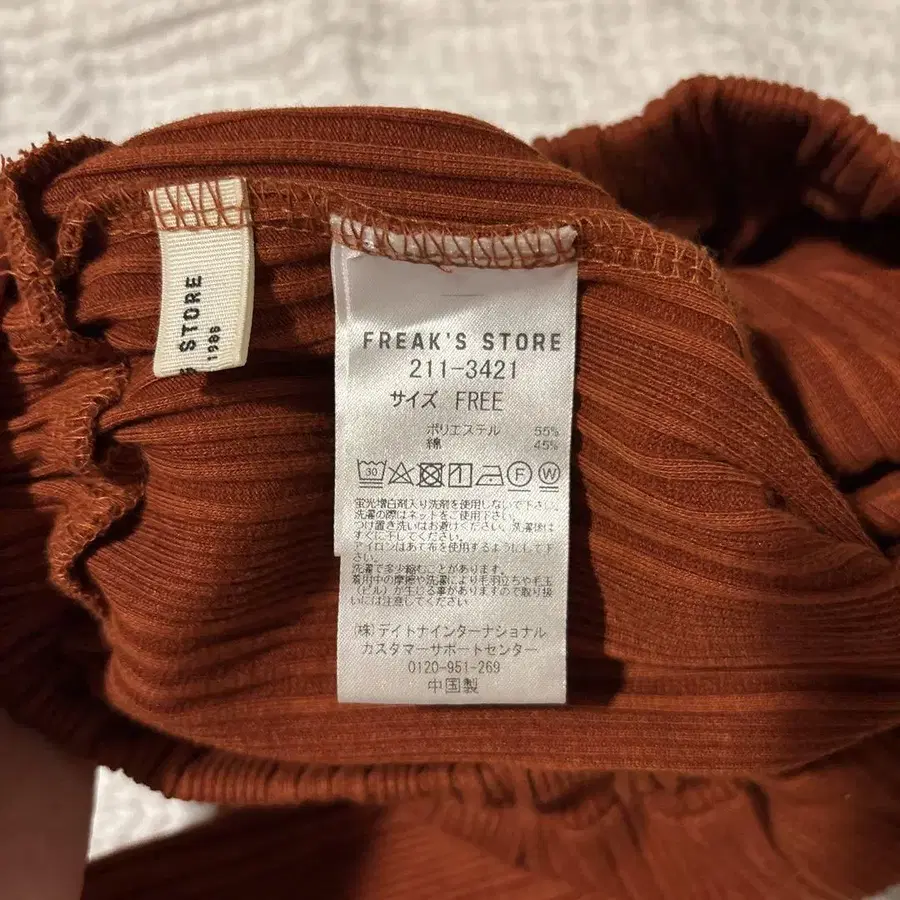 STORE
1986
FREAK'S STORE
211-3421
サイズ FREE
ポリエステル 55%
綿 45%
30
F W
蛍光増白剤入り洗剤を使用しないで下さい。
洗濯の際はネットをご使用下さい。
つけ置き洗いはお避けください。洗濯後は
すぐに干してください。
アイロンはあて布を使用するようにして下
さい。
洗濯で多少縮むことがあります。
着用中の摩擦や洗濯により毛羽立ちや毛玉
(ピル)が生じる事がありますので取り扱
いには注意してください
(株)デイトナインターナショナル
カスタマーサポートセンター
0120-951-269
中国製